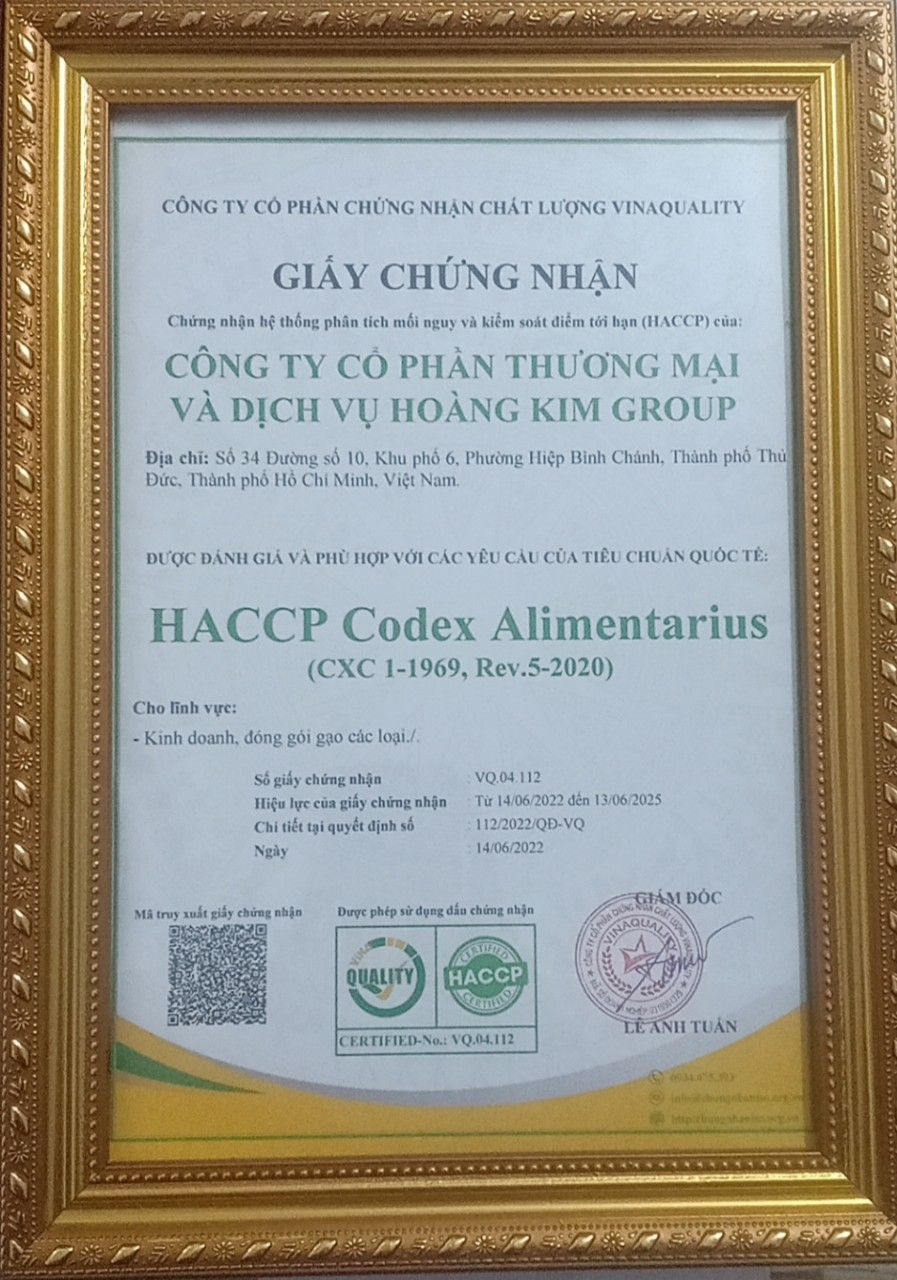 CÔNG TY CỔ PHẦN CHỨNG NHẬN CHẤT LƯỢNG VINAQUALITY
GIẤY CHỨNG NHẬN
Chứng nhận hệ thống phân tích mối nguy và kiểm soát điểm tới hạn (HACCP) của:
CÔNG TY CỔ PHẦN THƯƠNG MẠI
VÀ DỊCH VỤ HOÀNG KIM GROUP
Địa chỉ: Số 34 Đường số 10, Khu phố 6, Phường Hiệp Bình Chánh, Thành phố Thủ
Đức, Thành phố Hồ Chí Minh, Việt Nam.
ĐƯỢC ĐÁNH GIÁ VÀ PHÙ HỢP VỚI CÁC YÊU CẦU CỦA TIÊU CHUẨN QUỐC TẾ:
HACCP Codex Alimentarius
(CXC 1-1969, Rev.5-2020)
Cho lĩnh vực:
- Kinh doanh, đóng gói gạo các loại./.
Số giấy chứng nhận : VQ.04.112
Hiệu lực của giấy chứng nhận : Từ 14/06/2022 đến 13/06/2025
Chi tiết tại quyết định số : 112/2022/QĐ-VQ
Ngày : 14/06/2022
Mã truy xuất giấy chứng nhận
Được phép sử dụng dấu chứng nhận
VINA
QUALITY
CERTIFIED
HACCP
CERTIFIED
CERTIFIED-No.: VQ.04.112
GIÁM ĐỐC
VINAQUALITY
LÊ ANH TUẤN